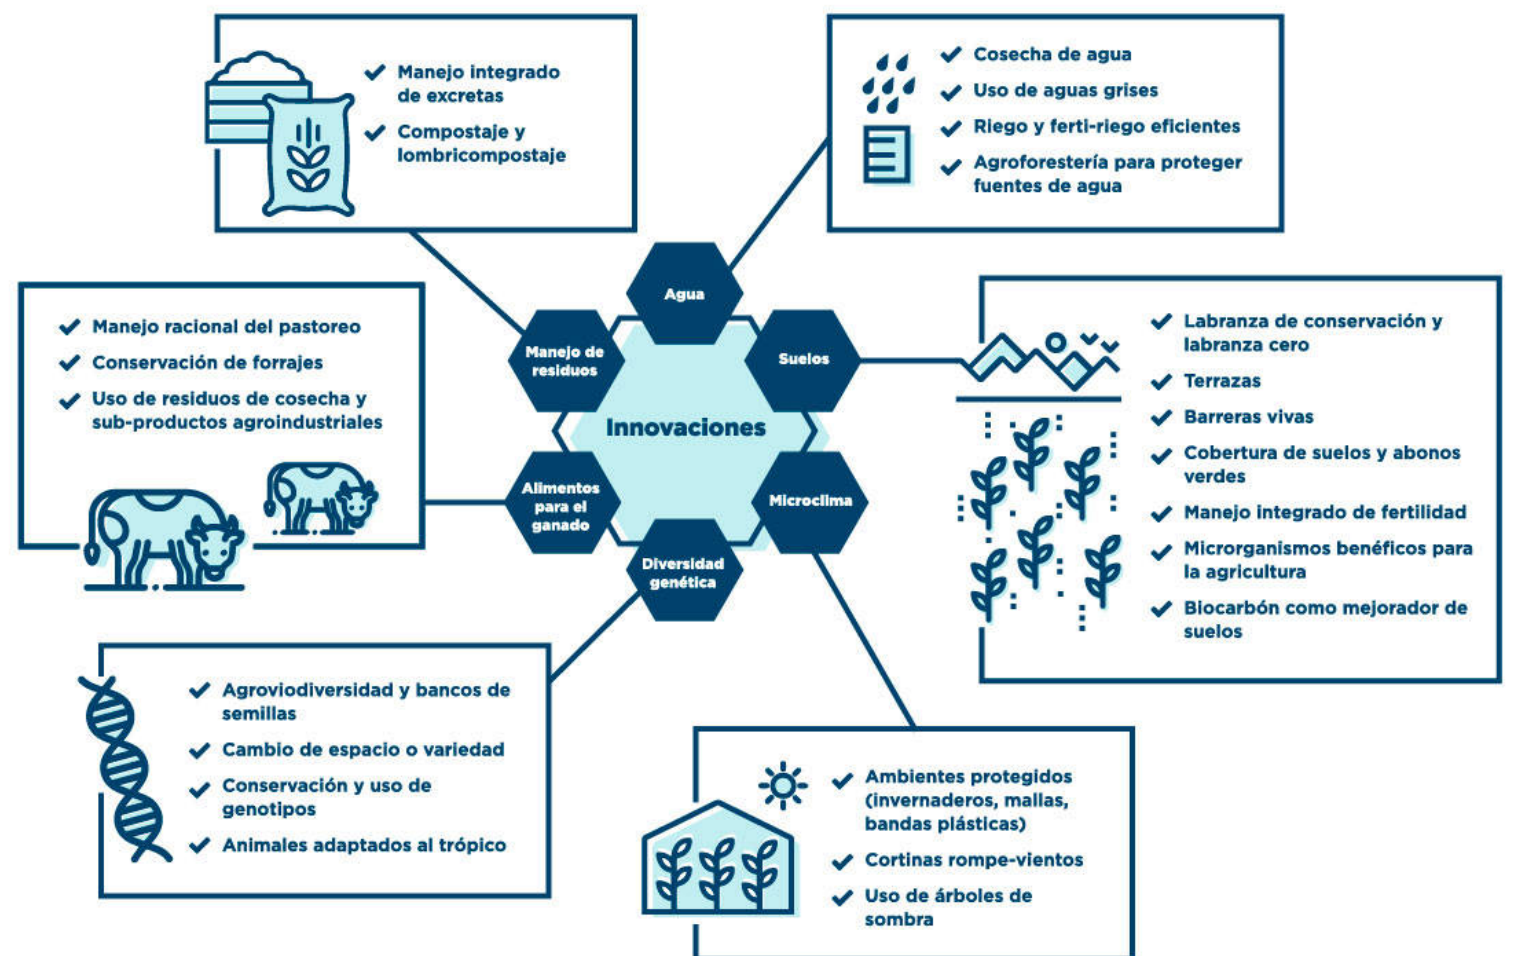 Manejo integrado
de excretas
Compostaje y
lombricompostaje
Cosecha de agua
Uso de aguas grises
Riego y ferti-riego eficientes
Agroforestería para proteger
fuentes de agua
Manejo racional del pastoreo
Conservación de forrajes
Uso de residuos de cosecha y
sub-productos agroindustriales
Agua
Manejo de
residuos
Suelos
Innovaciones
Alimentos
para el
ganado
Microclima
Diversidad
genética
Labranza de conservación y
labranza cero
Terrazas
Barreras vivas
Cobertura de suelos y abonos
verdes
Manejo integrado de fertilidad
Microrganismos benéficos para
la agricultura
Biocarbón como mejorador de
suelos
Agroviodiversidad y bancos de
semillas
Cambio de espacio o variedad
Conservación y uso de
genotipos
Animales adaptados al trópico
Ambientes protegidos
(invernaderos, mallas,
bandas plásticas)
Cortinas rompe-vientos
Uso de árboles de
sombra